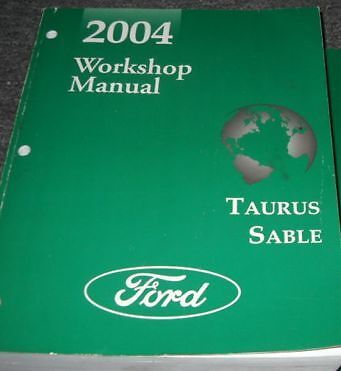 2004
Workshop
Manual
TAURUS
SABLE
Ford